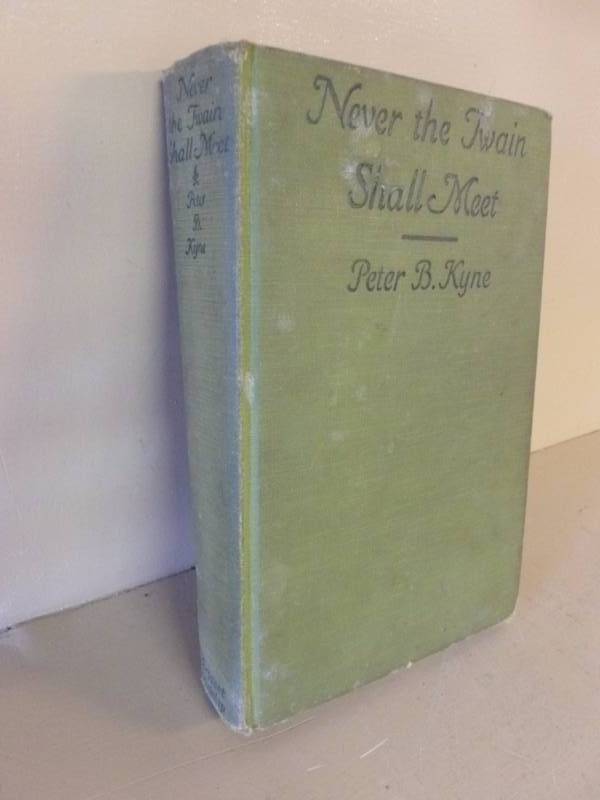 Never
the Twain
Shall Meet
Peter
B.
Kyne
Never the Twain
Shall Meet
Peter B. Kyne